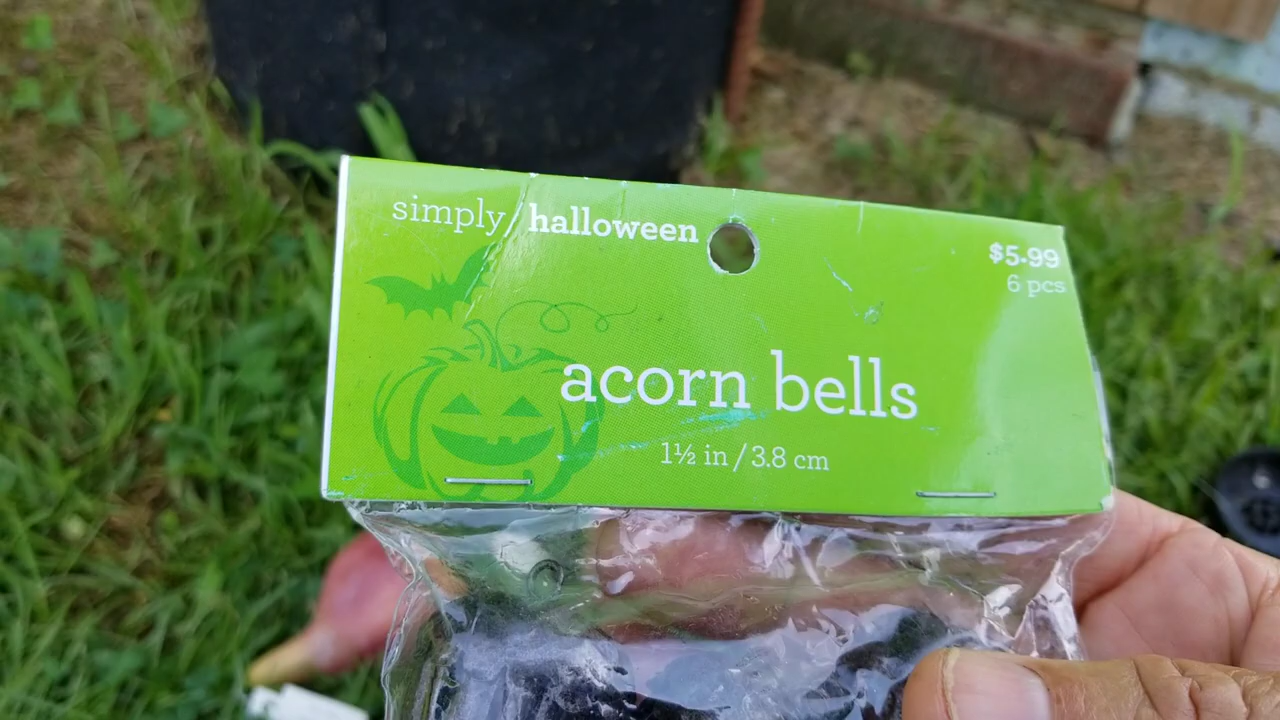 simply halloween
$5.99
6 pcs
acorn bells
1½ in/3.8 cm